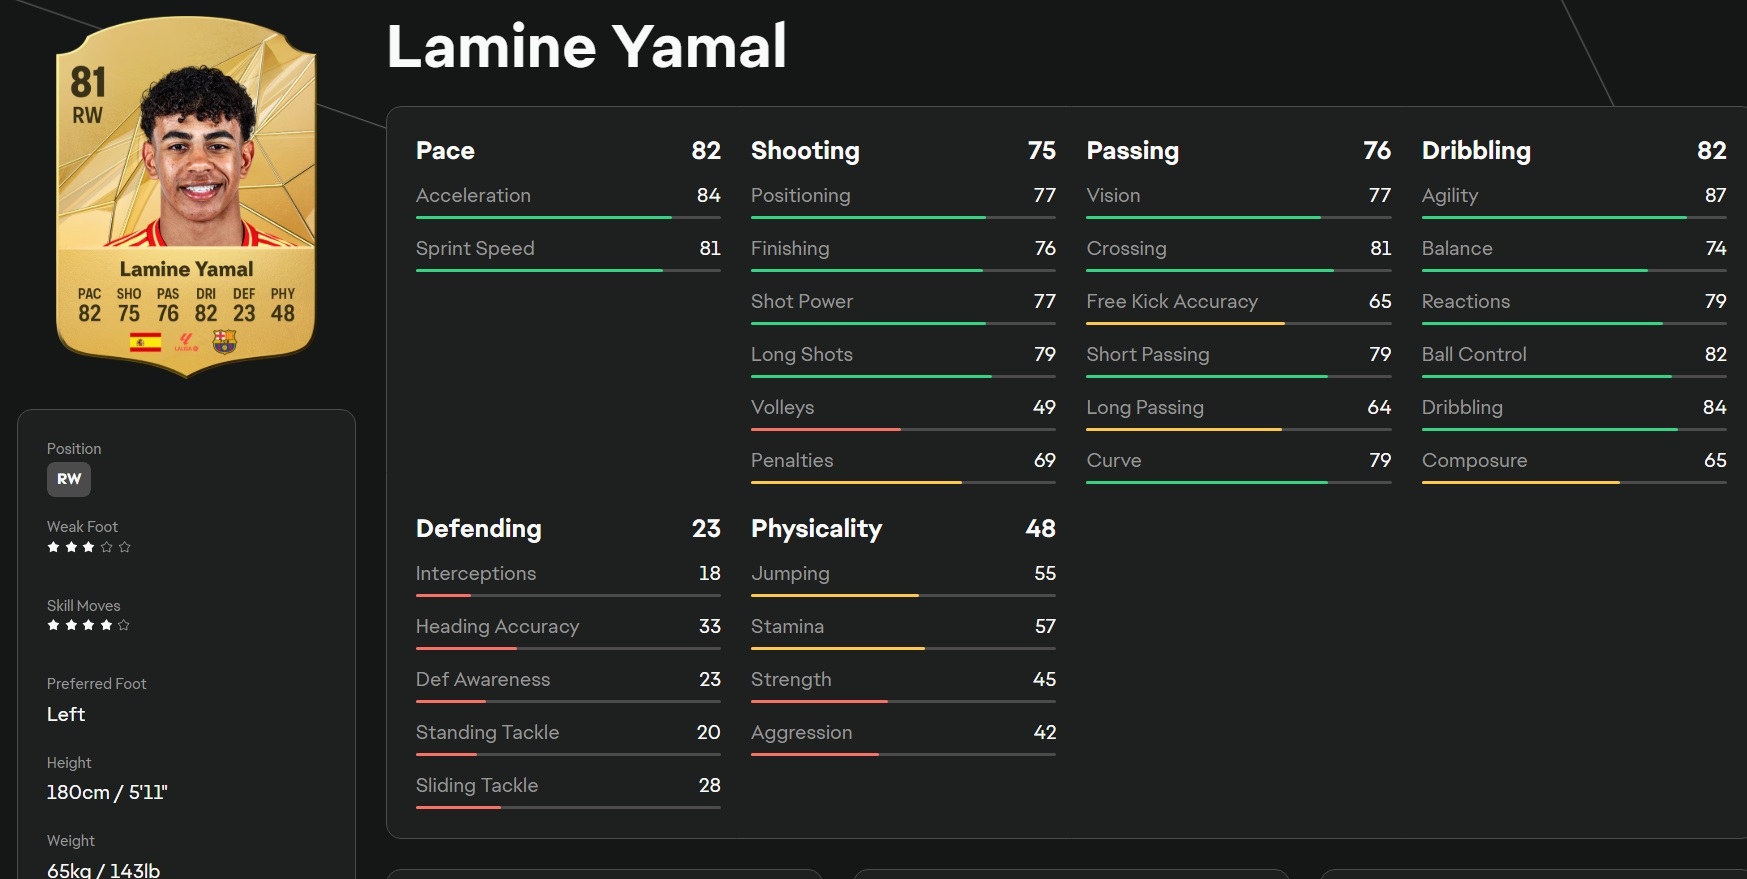 81
RW
Lamine Yamal
PAC SHO PAS DRI DEF PHY
82 75 76 82 23 48
LALIGA
Position
RW
Weak Foot
Skill Moves
Preferred Foot
Left
Height
180cm / 5'11"
Weight
65kg / 143lb
Lamine Yamal
Pace 82
Acceleration 84
Sprint Speed 81
Shooting 75
Positioning 77
Finishing 76
Shot Power 77
Long Shots 79
Volleys 49
Penalties 69
Passing 76
Vision 77
Crossing 81
Free Kick Accuracy 65
Short Passing 79
Long Passing 64
Curve 79
Dribbling 82
Agility 87
Balance 74
Reactions 79
Ball Control 82
Dribbling 84
Composure 65
Defending 23
Interceptions 18
Heading Accuracy 33
Def Awareness 23
Standing Tackle 20
Sliding Tackle 28
Physicality 48
Jumping 55
Stamina 57
Strength 45
Aggression 42